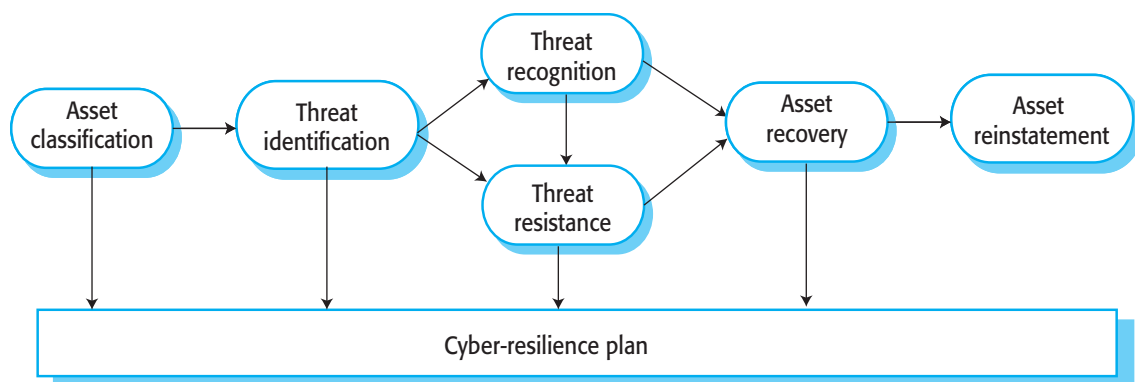 Asset
classification
Threat
identification
Threat
recognition
Threat
resistance
Asset
recovery
Asset
reinstatement
Cyber-resilience plan